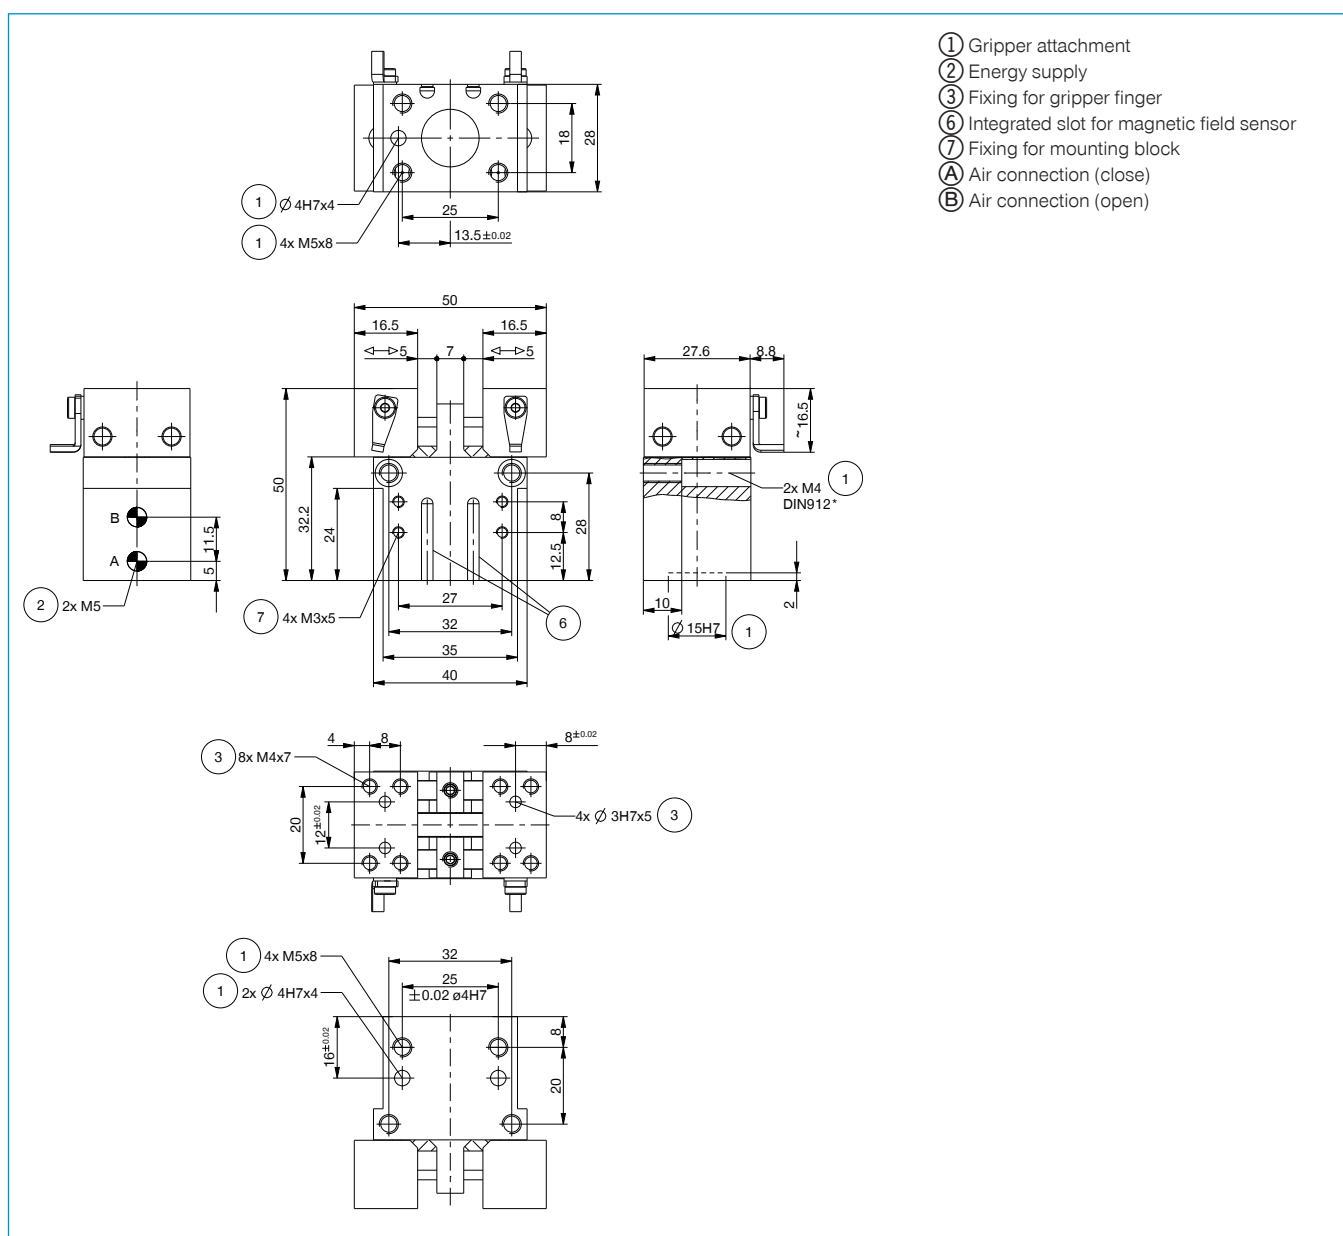 1 Gripper attachment
2 Energy supply
3 Fixing for gripper finger
6 Integrated slot for magnetic field sensor
7 Fixing for mounting block
A Air connection (close)
B Air connection (open)
18
28
1 Ø 4H7x4
25
1 4x M5x8
13.5±0.02
50
16.5
16.5
5
7
5
27.6
8.8
~16.5
50
32.2
24
8
12.5
28
2x M4 1
DIN912*
B
A
11.5
5
2 2x M5
7 4x M3x5
27
6
32
35
40
10
2
Ø 15H7 1
4
8
8±0.02
3 8x M4x7
20
12±0.02
4x Ø 3H7x5 3
1 4x M5x8
32
25
1 2x Ø 4H7x4
±0.02 ø4H7
16±0.02
8
20